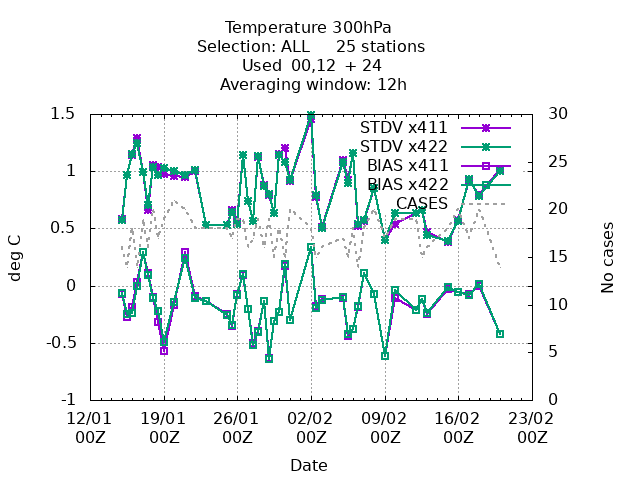 Temperature 300hPa
Selection: ALL 25 stations
Used 00,12 + 24
Averaging window: 12h
STDV x411
STDV x422
BIAS x411
BIAS x422
CASES
deg C
1.5
1
0.5
0
-0.5
-1
No cases
30
25
20
15
10
5
0
12/01 19/01 26/01 02/02 09/02 16/02 23/02
00Z 00Z 00Z 00Z 00Z 00Z 00Z
Date